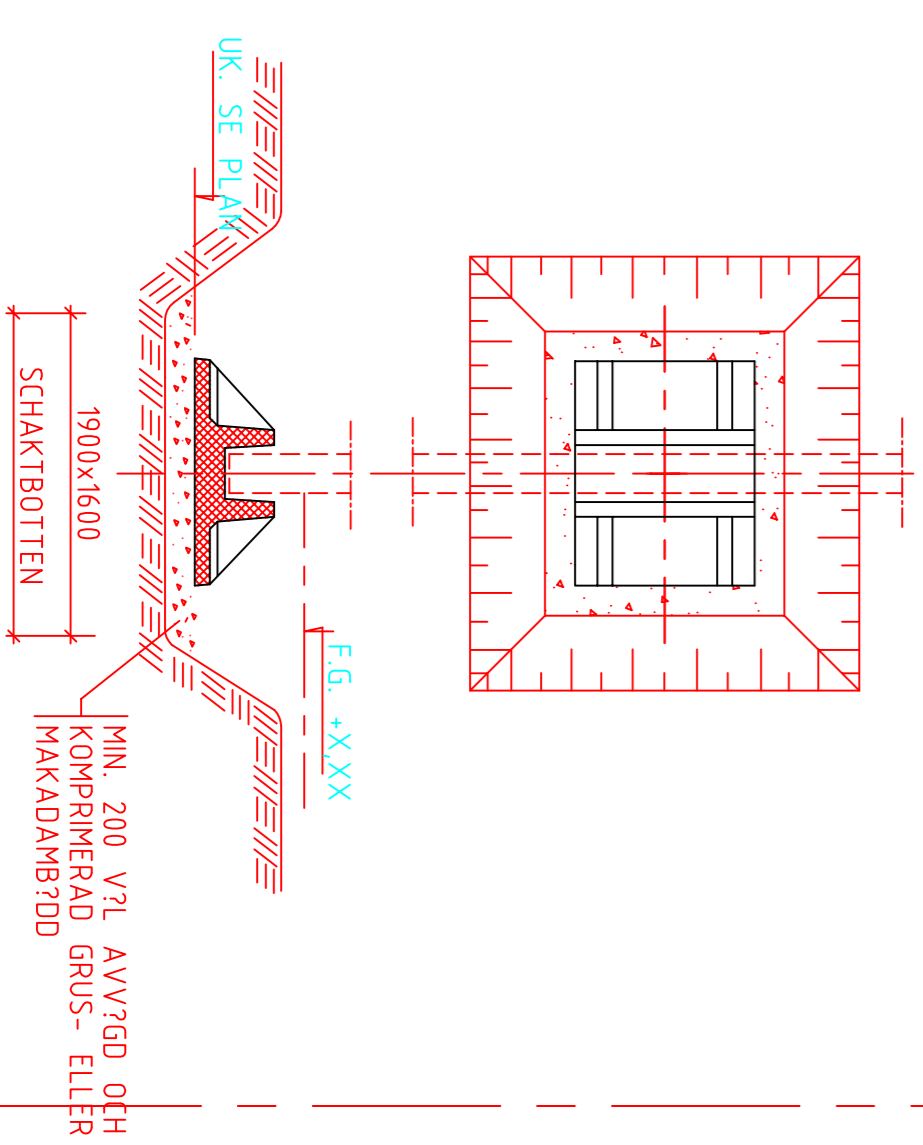 UK. SE PLAN
F.G. +X,XX
1900x1600
SCHAKTBOTTEN
MIN. 200 V?L AVV?GD OCH
KOMPRIMERAD GRUS- ELLER
MAKADAMB?DD